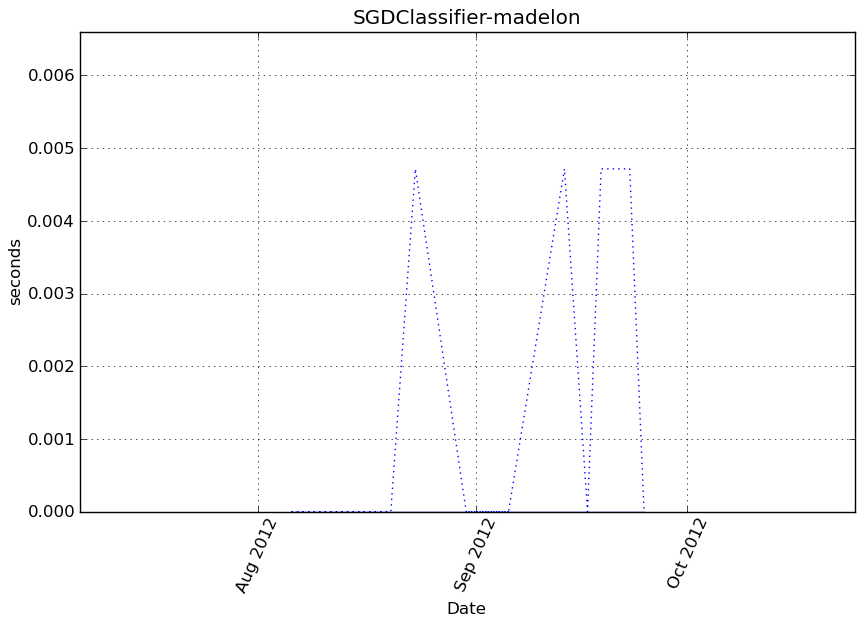 SGDClassifier-madelon
0.006
0.005
0.004
0.003
0.002
0.001
0.000
seconds
Aug 2012
Sep 2012
Oct 2012
Date